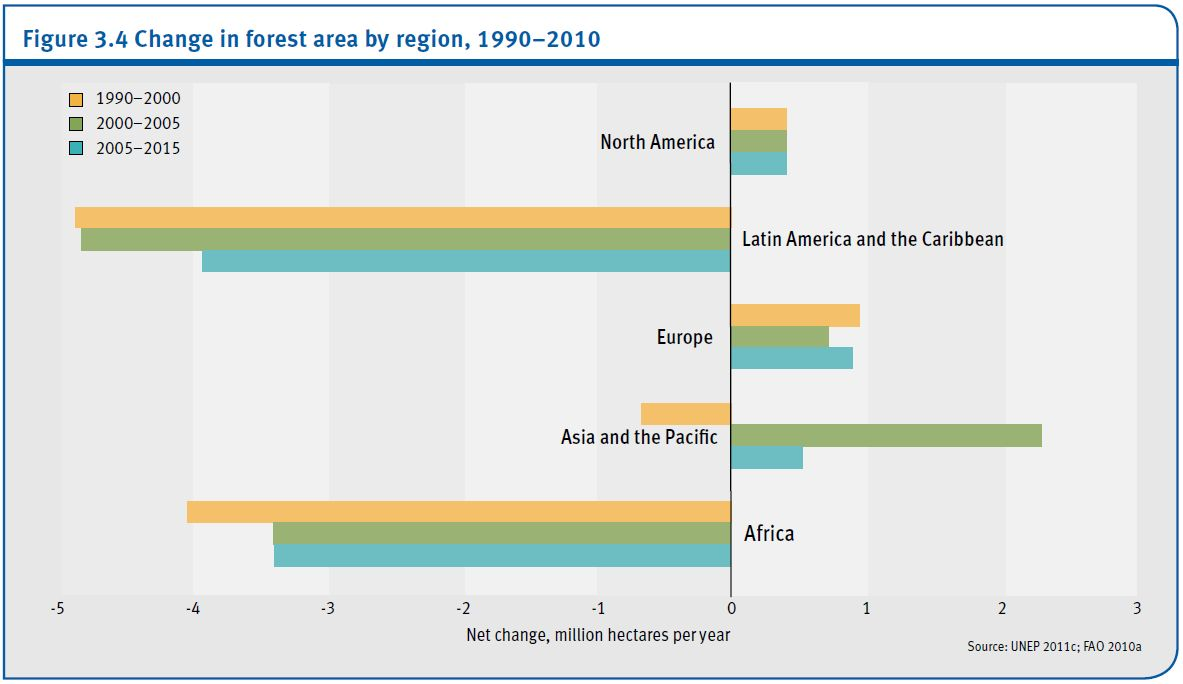 Figure 3.4 Change in forest area by region, 1990–2010
1990–2000
2000–2005
2005–2015
North America
Latin America and the Caribbean
Europe
Asia and the Pacific
Africa
-5 -4 -3 -2 -1 0 1 2 3
Net change, million hectares per year
Source: UNEP 2011c; FAO 2010a